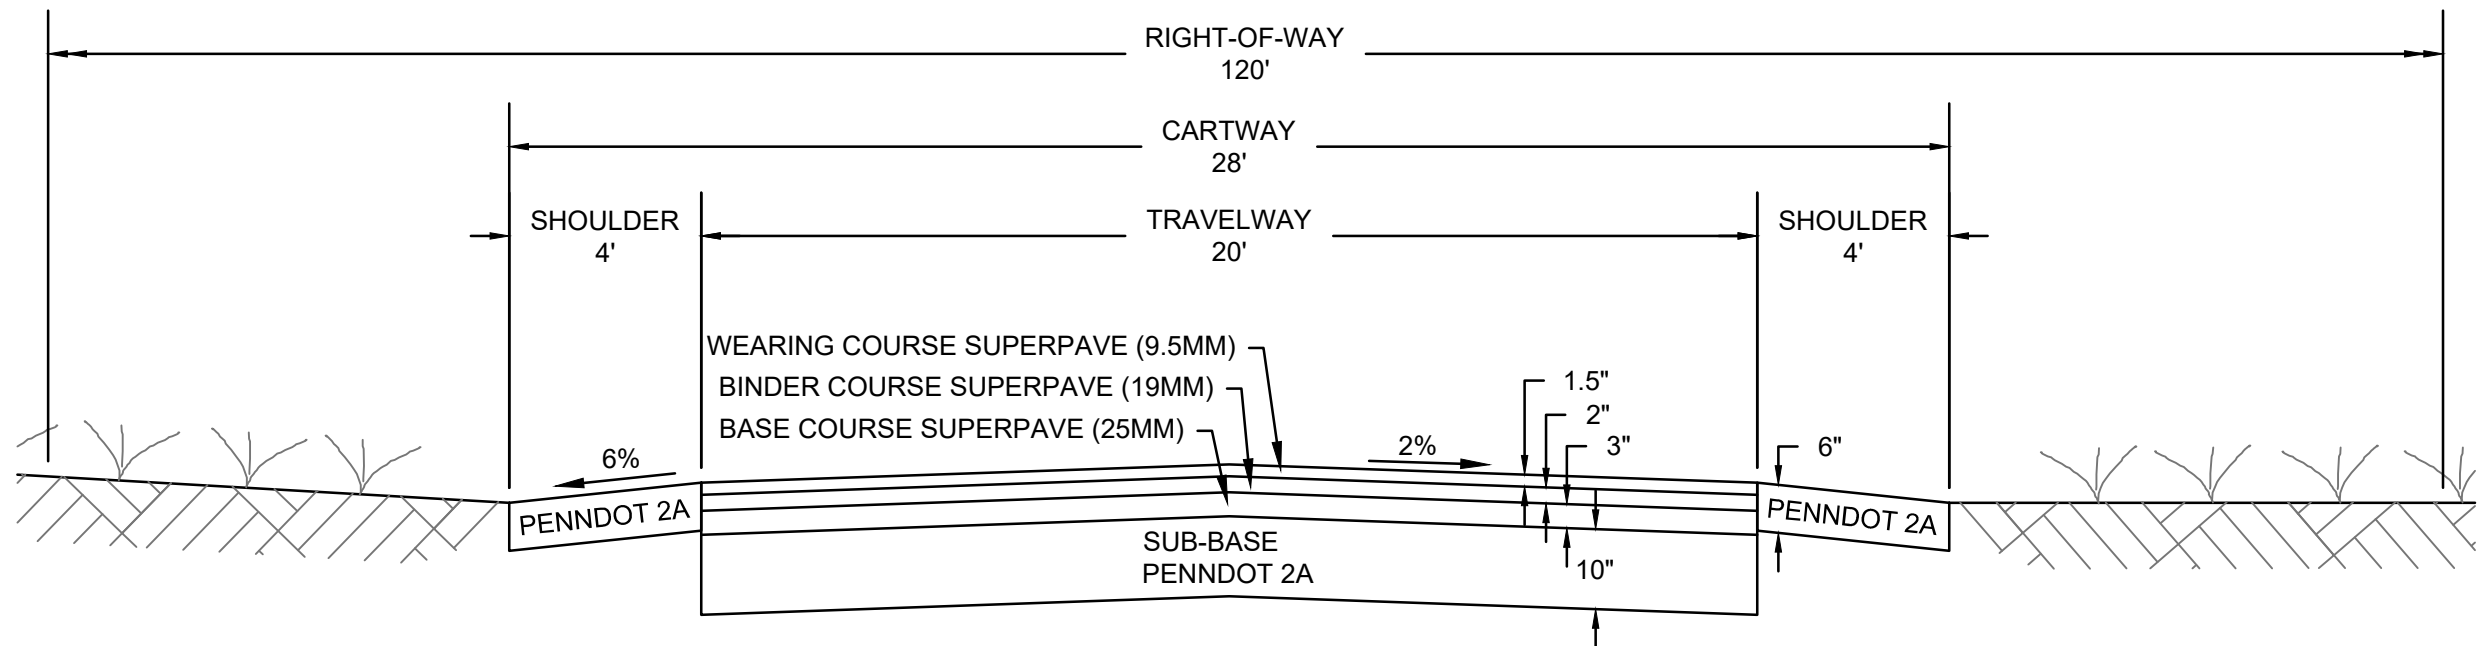 RIGHT-OF-WAY
120'
CARTWAY
28'
SHOULDER
4'
TRAVELWAY
20'
SHOULDER
4'
WEARING COURSE SUPERPAVE (9.5MM)
BINDER COURSE SUPERPAVE (19MM)
BASE COURSE SUPERPAVE (25MM)
1.5"
2"
3"
6"
6%
2%
PENNDOT 2A
PENNDOT 2A
SUB-BASE
PENNDOT 2A
10"